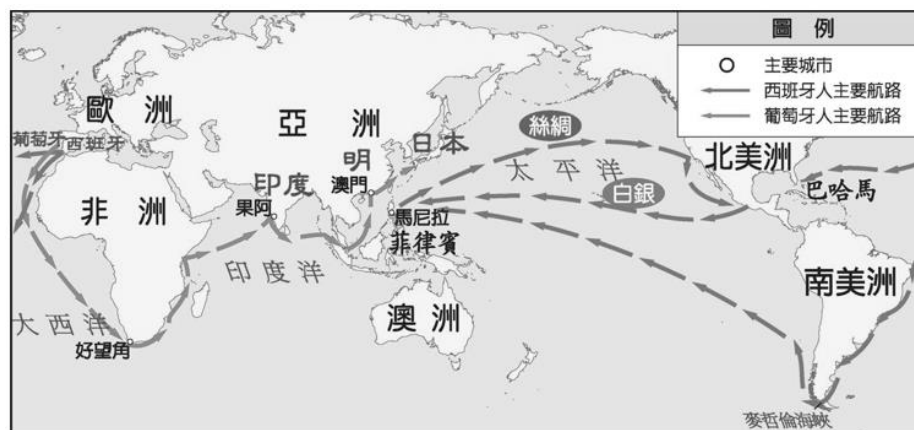 圖例
主要城市
西班牙人主要航路
葡萄牙人主要航路
歐洲
亞洲
葡萄牙
西班牙
日本
絲綢
北美洲
明
太平洋
印度
澳門
白銀
巴哈馬
非洲
果阿
馬尼拉
菲律賓
印度洋
南美洲
大西洋
澳洲
好望角
麥哲倫海峽